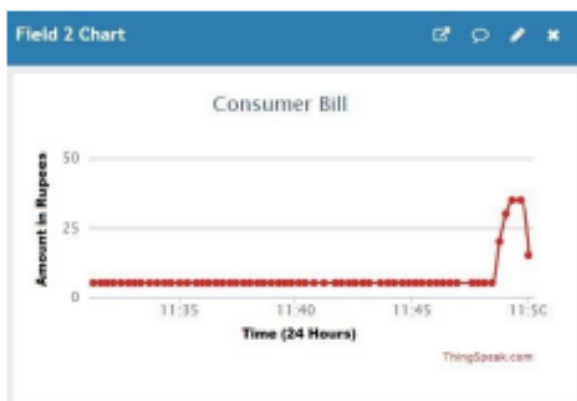 Field 2 Chart
Consumer Bill
Amount in Rupees
50
25
0
11:35
11:40
11:45
11:50
Time (24 Hours)
ThingSpeak.com